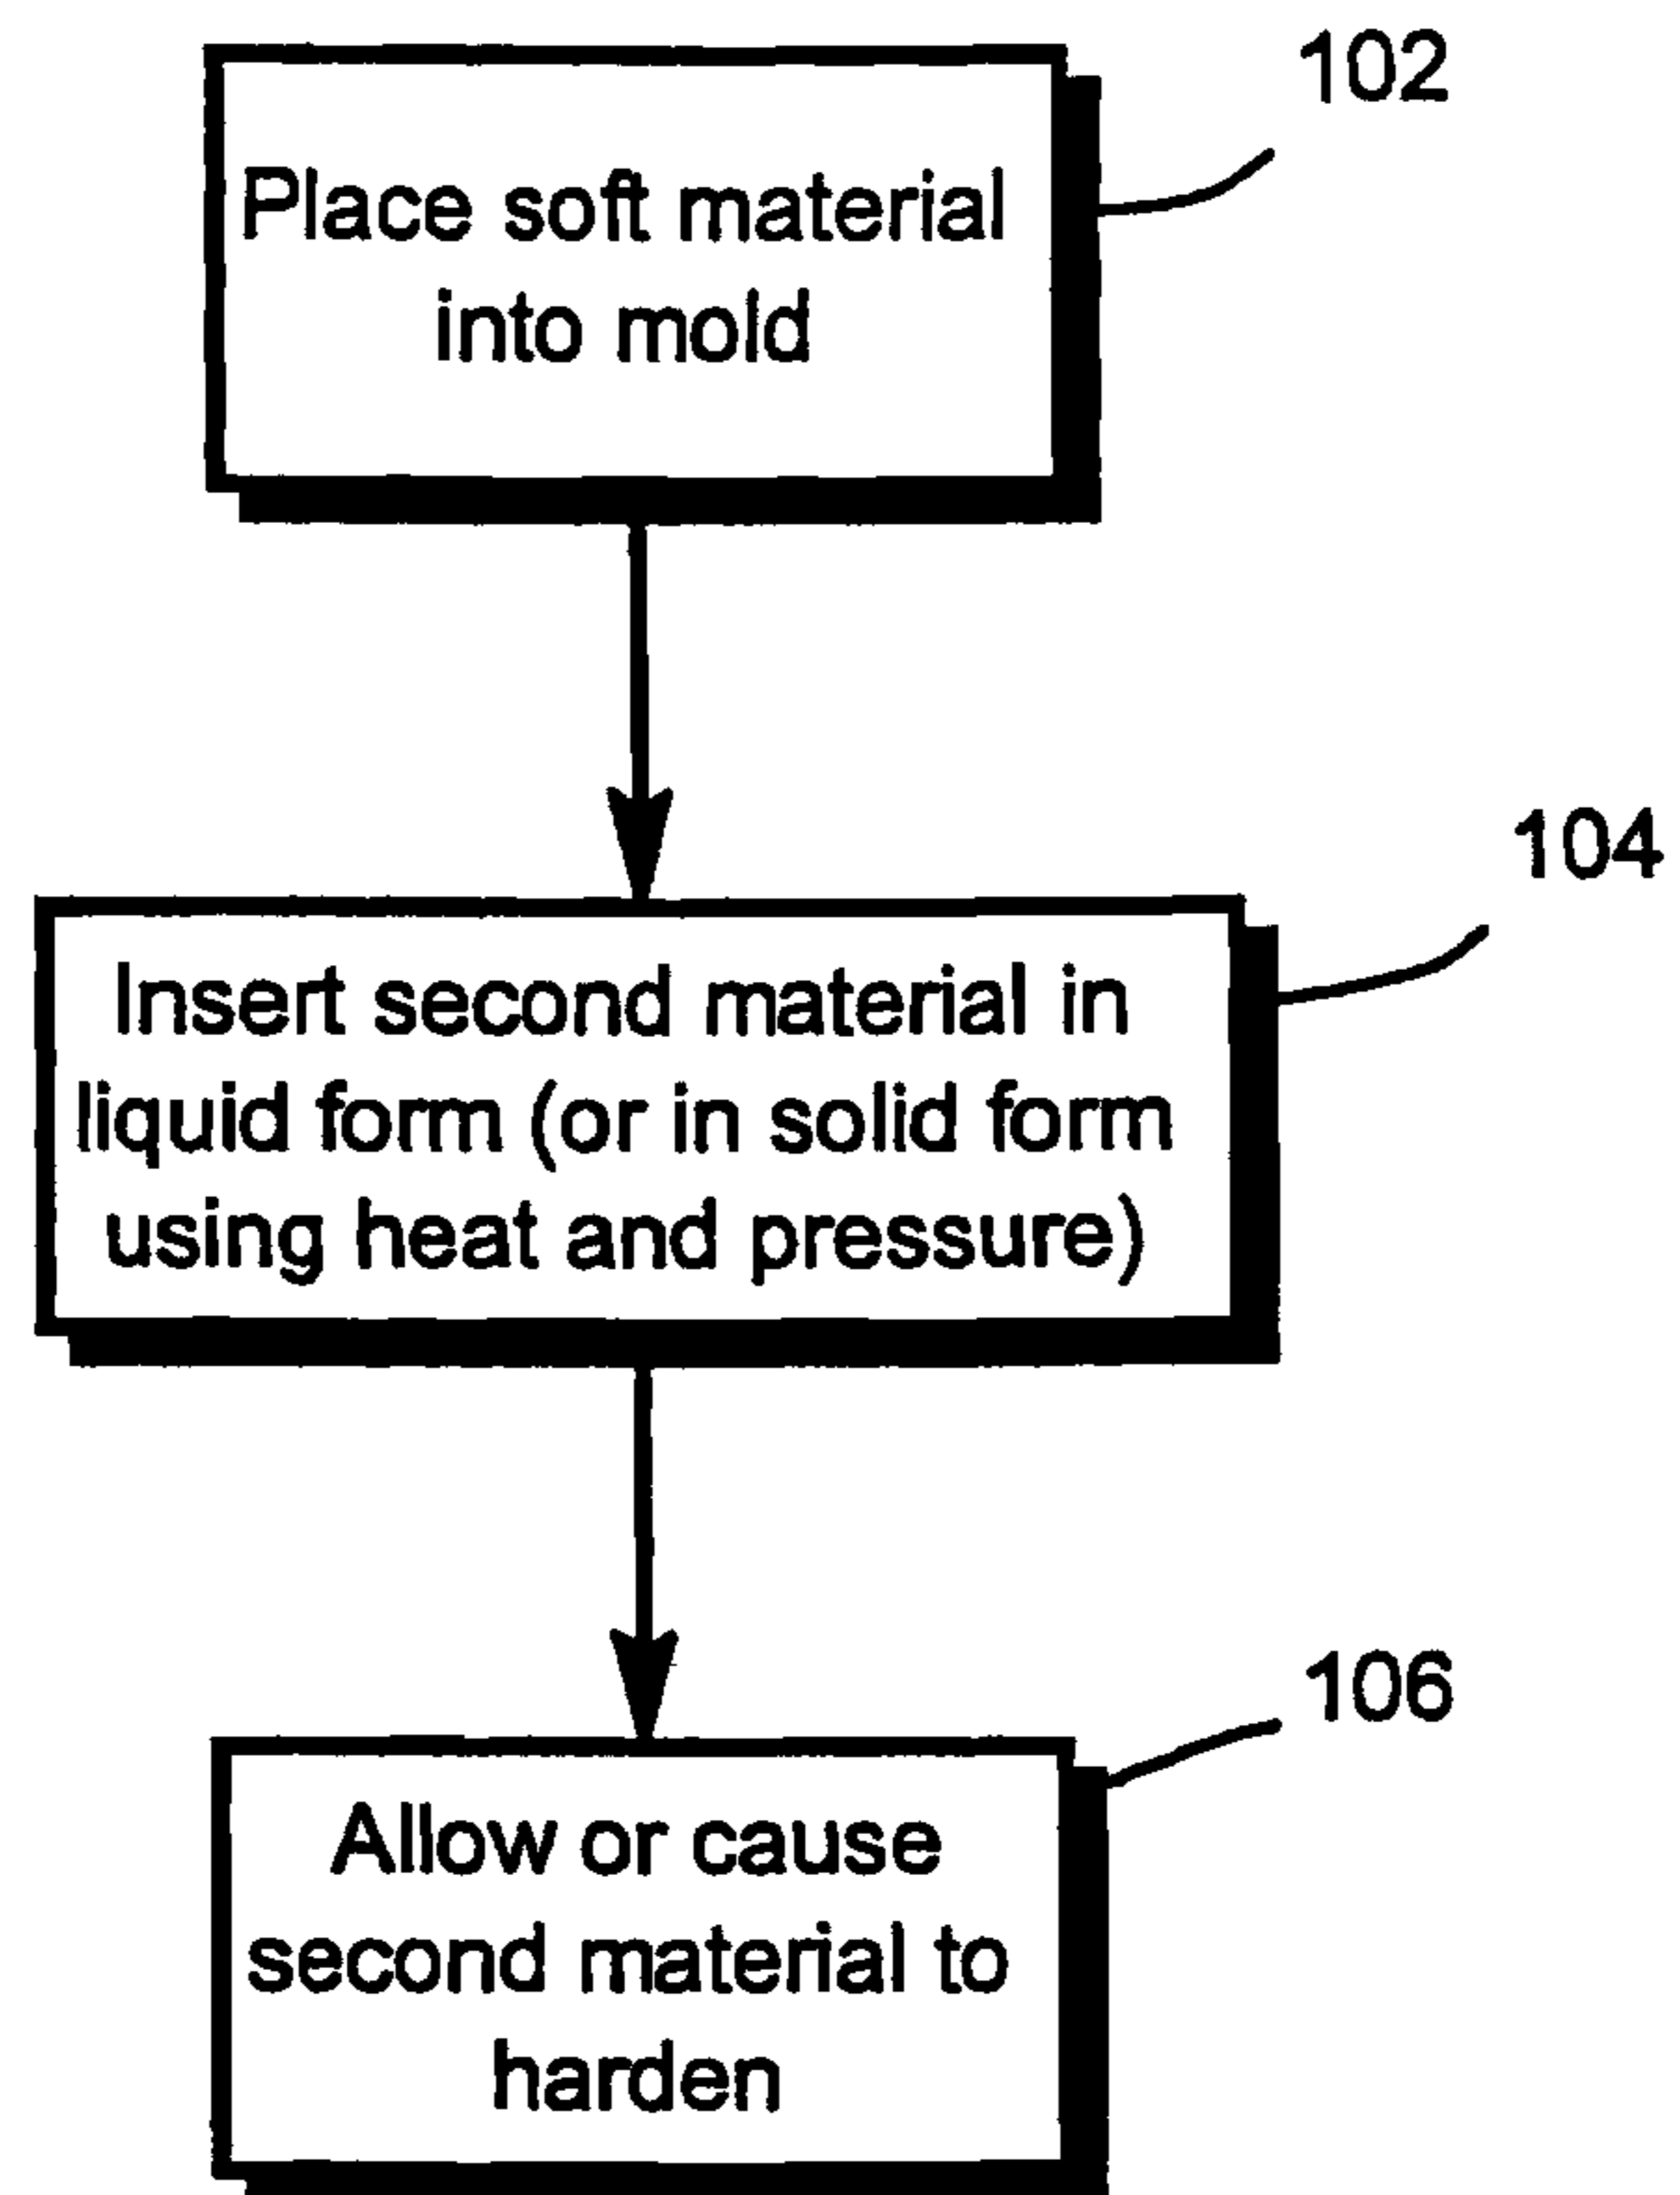 102
Place soft material
into mold
104
Insert second material in
liquid form (or in solid form
using heat and pressure)
106
Allow or cause
second material to
harden